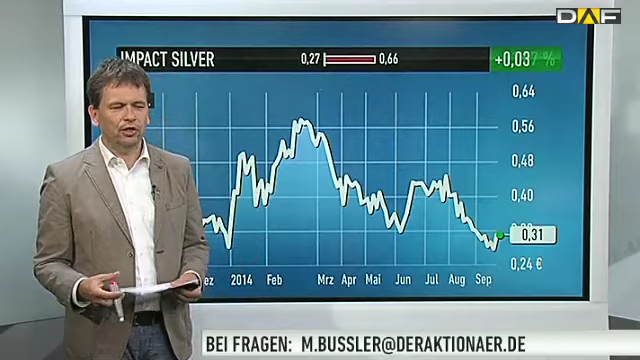 DAF
IMPACT SILVER 0,27 0,66 +0,037 %
0,64
0,56
0,48
0,40
0,31
0,24 €
2014 Feb Mrz Apr Mai Jun Jul Aug Sep
BEI FRAGEN: M.BUSSLER@DERAKTIONAER.DE